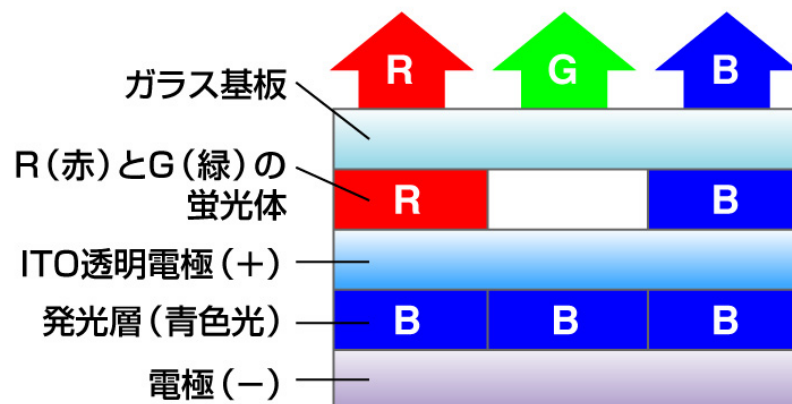 R G B
ガラス基板
R（赤）とG（緑）の
蛍光体
R B
ITO透明電極（＋）
発光層（青色光）
B B B
電極（－）